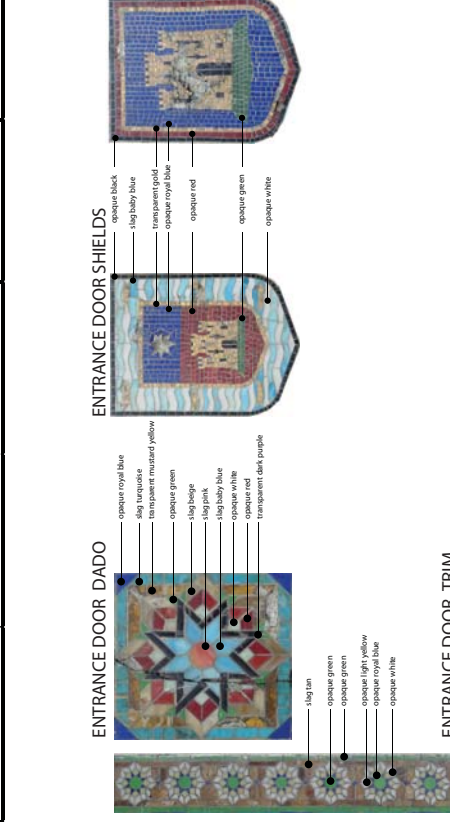 ENTRANCE DOOR SHIELDS
opaque black
slag baby blue
transparent gold
opaque royal blue
opaque red
opaque green
opaque white
ENTRANCE DOOR DADO
opaque royal blue
slag turquoise
transparent mustard yellow
opaque green
slag beige
slag pink
slag baby blue
opaque white
opaque red
transparent dark purple
slag tan
opaque green
opaque green
opaque light yellow
opaque royal blue
opaque white
ENTRANCE DOOR TRIM